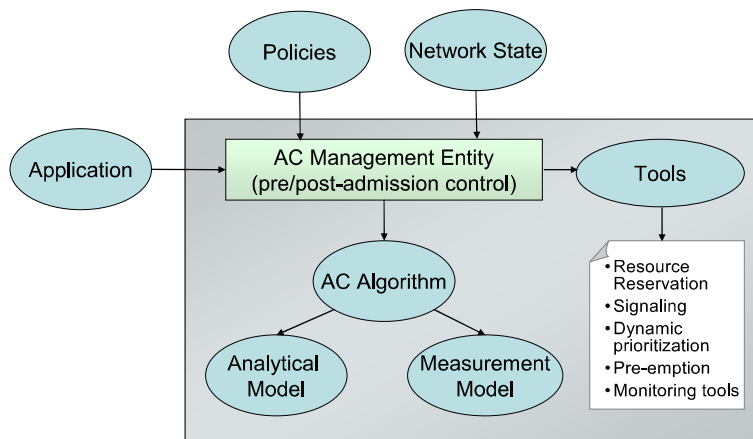 Policies
Network State
Application
AC Management Entity
(pre/post-admission control)
Tools
AC Algorithm
Analytical
Model
Measurement
Model
• Resource
Reservation
• Signaling
• Dynamic
prioritization
• Pre-emption
• Monitoring tools